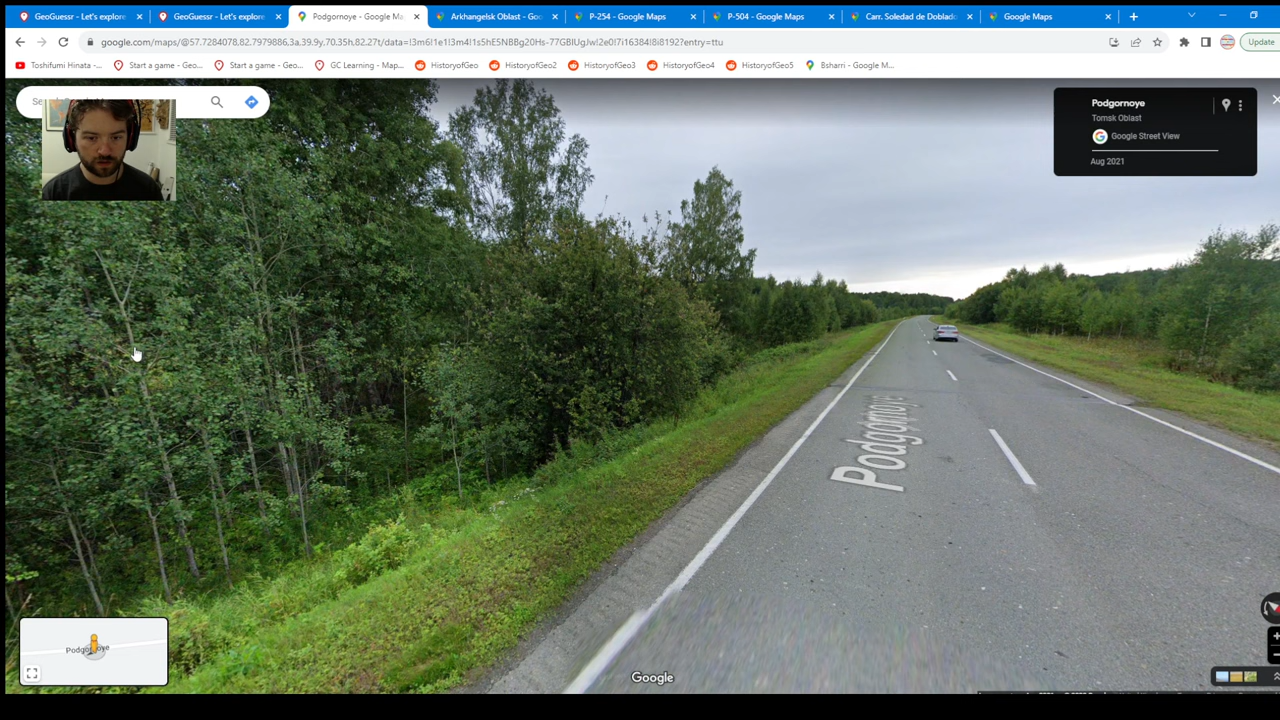 GeoGuessr - Let's explore
GeoGuessr - Let's explore
Podgornoye - Google Ma
Arkhangelsk Oblast - Goo
P-254 - Google Maps
P-504 - Google Maps
Carr. Soledad de Doblado
Google Maps
google.com/maps/@57.7284078,82.7979886,3a,39.9y,70.35h,82.27t/data=!3m6!1e1!3m4!1s5hE5NBBg20Hs-77GBIUgJw!2e0!7i16384!8i8192?entry=ttu
Update
Toshifumi Hinata -...
Start a game - Geo...
Start a game - Geo...
GC Learning - Map...
HistoryofGeo
HistoryofGeo2
HistoryofGeo3
HistoryofGeo4
HistoryofGeo5
Bsharri - Google M...
Podgornoye
Tomsk Oblast
Google Street View
Aug 2021
Podgornoye
Podgornoye
Google